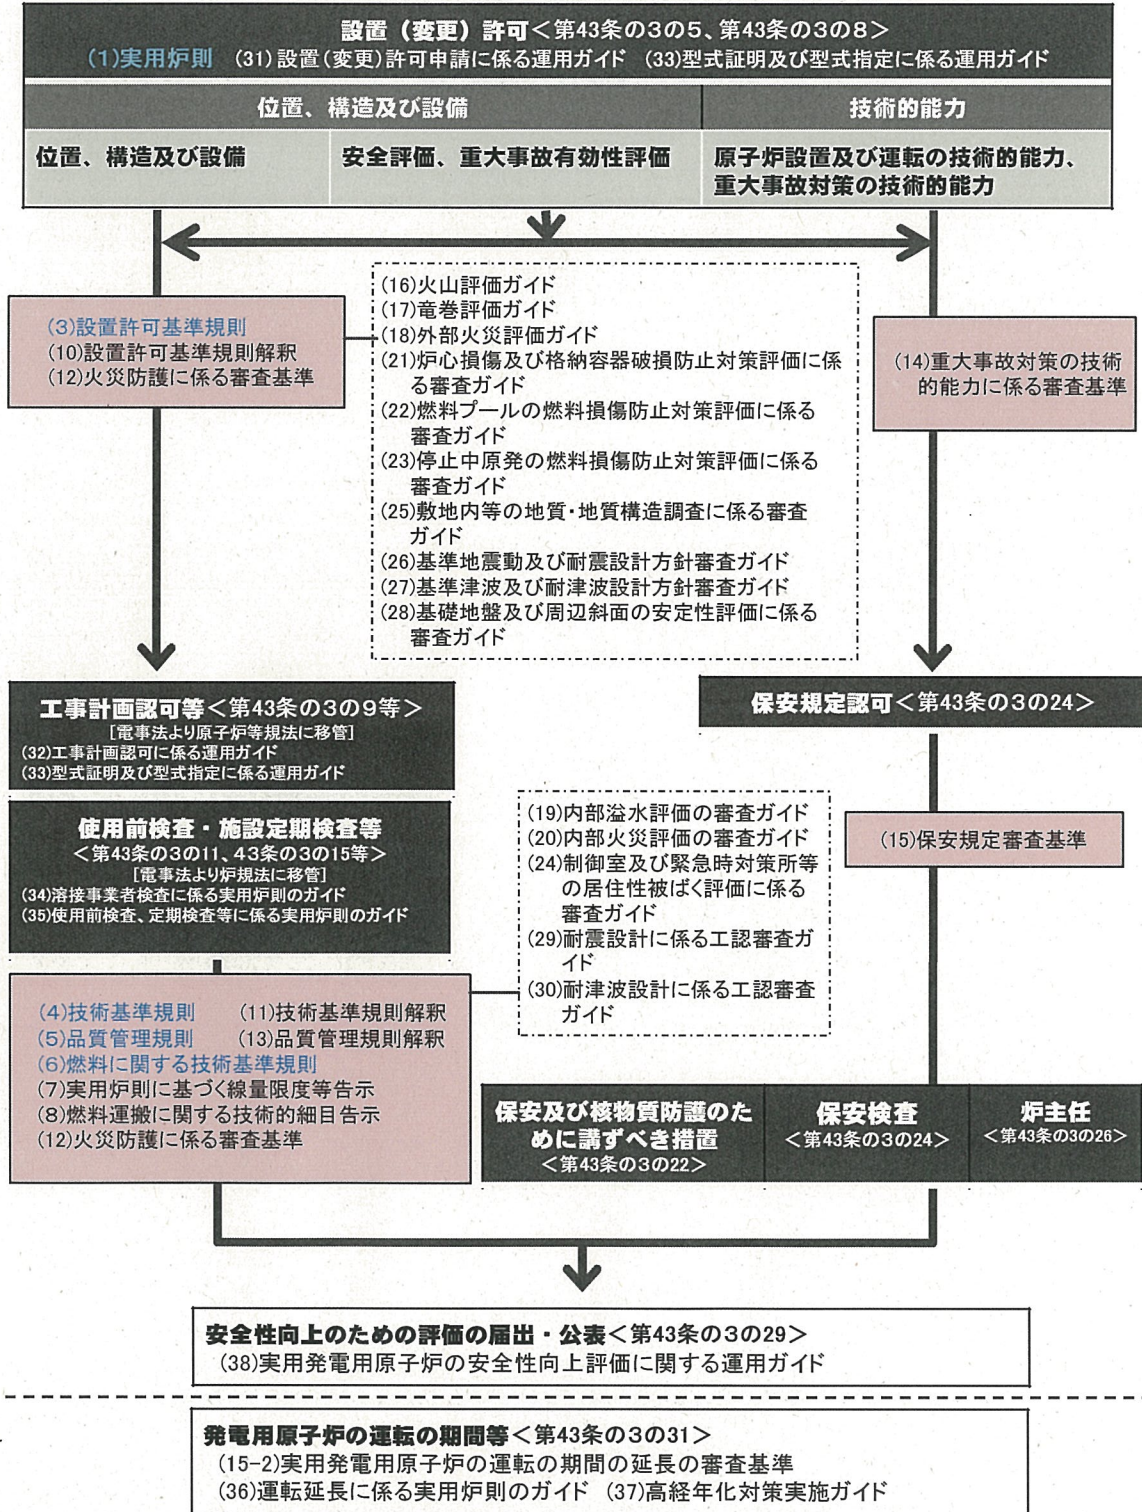 設置（変更）許可＜第43条の3の5、第43条の3の8＞
(1)実用炉則 (31)設置(変更)許可申請に係る運用ガイド (33)型式証明及び型式指定に係る運用ガイド
位置、構造及び設備
技術的能力
位置、構造及び設備
安全評価、重大事故有効性評価
原子炉設置及び運転の技術的能力、
重大事故対策の技術的能力
(3)設置許可基準規則
(10)設置許可基準規則解釈
(12)火災防護に係る審査基準
(16)火山評価ガイド
(17)竜巻評価ガイド
(18)外部火災評価ガイド
(21)炉心損傷及び格納容器破損防止対策評価に係
る審査ガイド
(22)燃料プールの燃料損傷防止対策評価に係る
審査ガイド
(23)停止中原発の燃料損傷防止対策評価に係る
審査ガイド
(25)敷地内等の地質・地質構造調査に係る審査
ガイド
(26)基準地震動及び耐震設計方針審査ガイド
(27)基準津波及び耐津波設計方針審査ガイド
(28)基礎地盤及び周辺斜面の安定性評価に係る
審査ガイド
(14)重大事故対策の技術
的能力に係る審査基準
工事計画認可等＜第43条の3の9等＞
[電事法より原子炉等規法に移管]
(32)工事計画認可に係る運用ガイド
(33)型式証明及び型式指定に係る運用ガイド
保安規定認可＜第43条の3の24＞
使用前検査・施設定期検査等
＜第43条の3の11、43条の3の15等＞
[電事法より炉規法に移管]
(34)溶接事業者検査に係る実用炉則のガイド
(35)使用前検査、定期検査等に係る実用炉則のガイド
(19)内部溢水評価の審査ガイド
(20)内部火災評価の審査ガイド
(24)制御室及び緊急時対策所等
の居住性被ばく評価に係る
審査ガイド
(29)耐震設計に係る工認審査ガ
イド
(30)耐津波設計に係る工認審査
ガイド
(15)保安規定審査基準
(4)技術基準規則 (11)技術基準規則解釈
(5)品質管理規則 (13)品質管理規則解釈
(6)燃料に関する技術基準規則
(7)実用炉則に基づく線量限度等告示
(8)燃料運搬に関する技術的細目告示
(12)火災防護に係る審査基準
保安及び核物質防護のた
めに講ずべき措置
＜第43条の3の22＞
保安検査
＜第43条の3の24＞
炉主任
＜第43条の3の26＞
安全性向上のための評価の届出・公表＜第43条の3の29＞
(38)実用発電用原子炉の安全性向上評価に関する運用ガイド
発電用原子炉の運転の期間等＜第43条の3の31＞
(15-2)実用発電用原子炉の運転の期間の延長の審査基準
(36)運転延長に係る実用炉則のガイド (37)高経年化対策実施ガイド